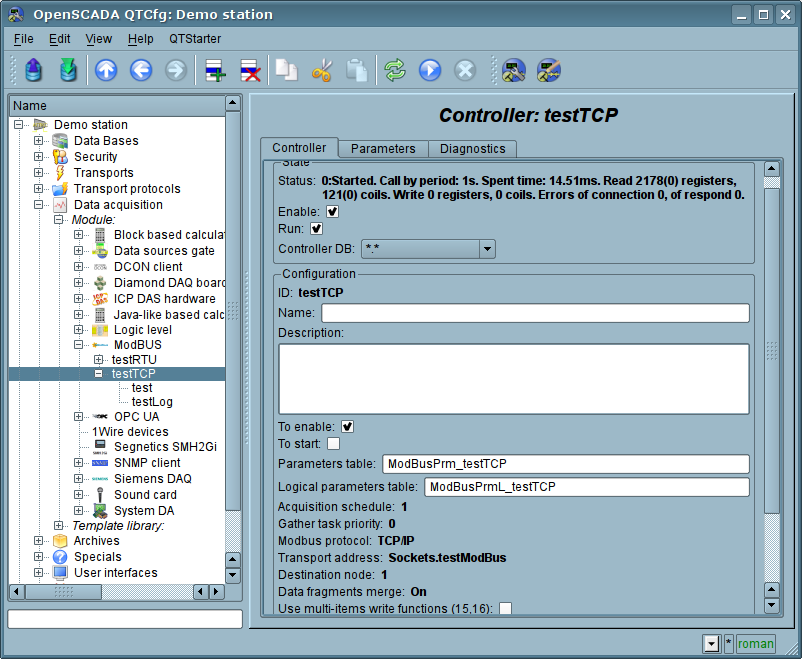 OpenSCADA QTCfg: Demo station
File Edit View Help QTStarter
Name
Demo station
Data Bases
Security
Transports
Transport protocols
Data acquisition
Module:
Block based calculat
Data sources gate
DCON client
Diamond DAQ board
ICP DAS hardware
Java-like based calc
Logic level
ModBUS
testRTU
testTCP
test
testLog
OPC UA
1Wire devices
Segnetics SMH2Gi
SNMP client
Siemens DAQ
Sound card
System DA
Template library:
Archives
Specials
User interfaces
Controller: testTCP
Controller Parameters Diagnostics
State
Status: 0:Started. Call by period: 1s. Spent time: 14.51ms. Read 2178(0) registers,
121(0) coils. Write 0 registers, 0 coils. Errors of connection 0, of respond 0.
Enable:
Run:
Controller DB: *.*
Configuration
ID: testTCP
Name:
Description:
To enable:
To start:
Parameters table: ModBusPrm_testTCP
Logical parameters table: ModBusPrmL_testTCP
Acquisition schedule: 1
Gather task priority: 0
Modbus protocol: TCP/IP
Transport address: Sockets.testModBus
Destination node: 1
Data fragments merge: On
Use multi-items write functions (15,16):
* roman